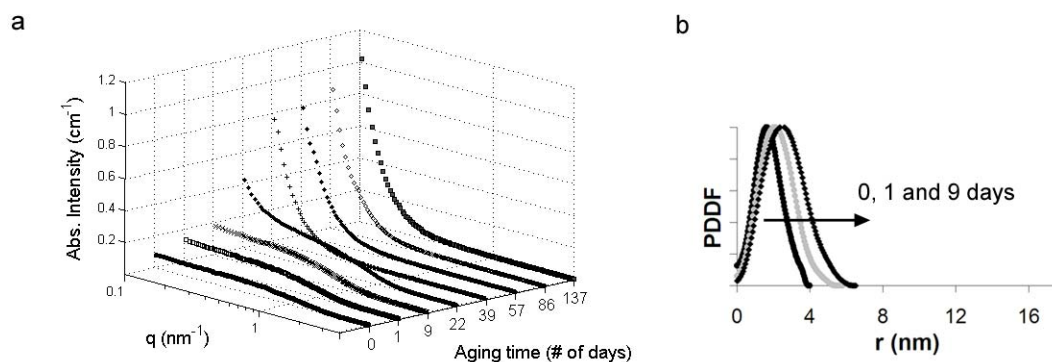 a
b
Abs. Intensity (cm⁻¹)
1.2
1
0.8
0.6
0.4
0.2
0.1
1
q (nm⁻¹)
0
1
9
22
39
57
86
137
Aging time (# of days)
PDDF
0, 1 and 9 days
0 4 8 12 16
r (nm)